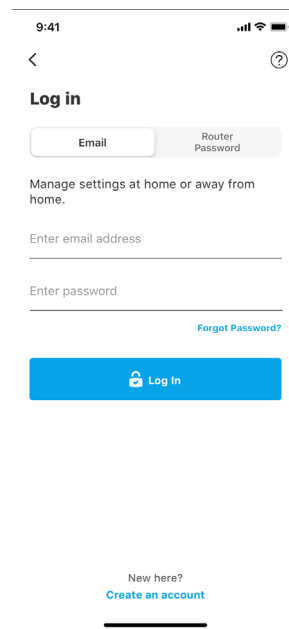 9:41
Log in
Email
Router
Password
Manage settings at home or away from
home.
Enter email address
Enter password
Forgot Password?
Log In
New here?
Create an account